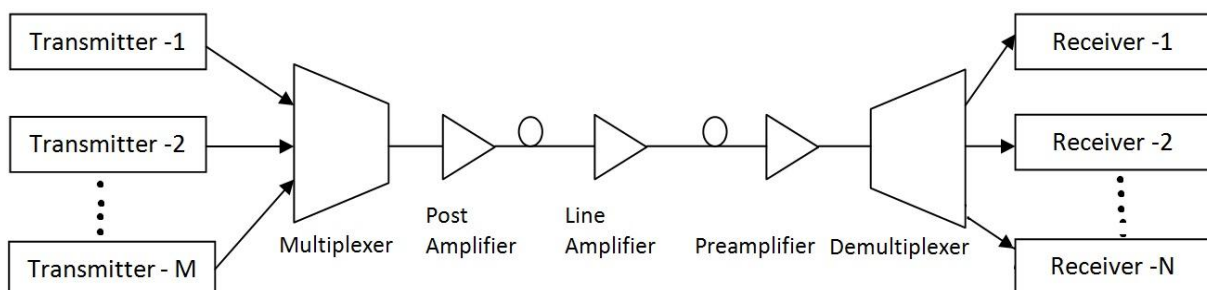 Transmitter -1
Transmitter -2
Transmitter - M
Multiplexer
Post
Amplifier
Line
Amplifier
Preamplifier
Demultiplexer
Receiver -1
Receiver -2
Receiver -N